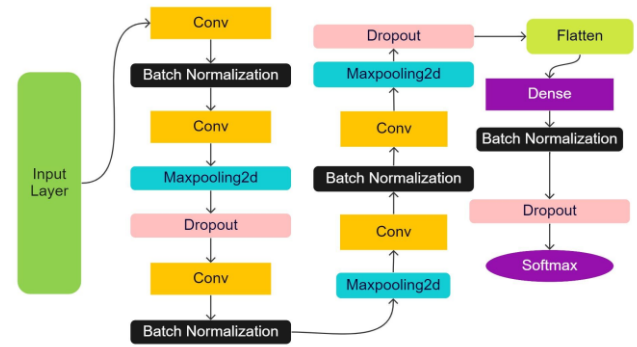 Input
Layer
Conv
Batch Normalization
Conv
Maxpooling2d
Dropout
Conv
Batch Normalization
Maxpooling2d
Conv
Batch Normalization
Conv
Maxpooling2d
Dropout
Flatten
Dense
Batch Normalization
Dropout
Softmax